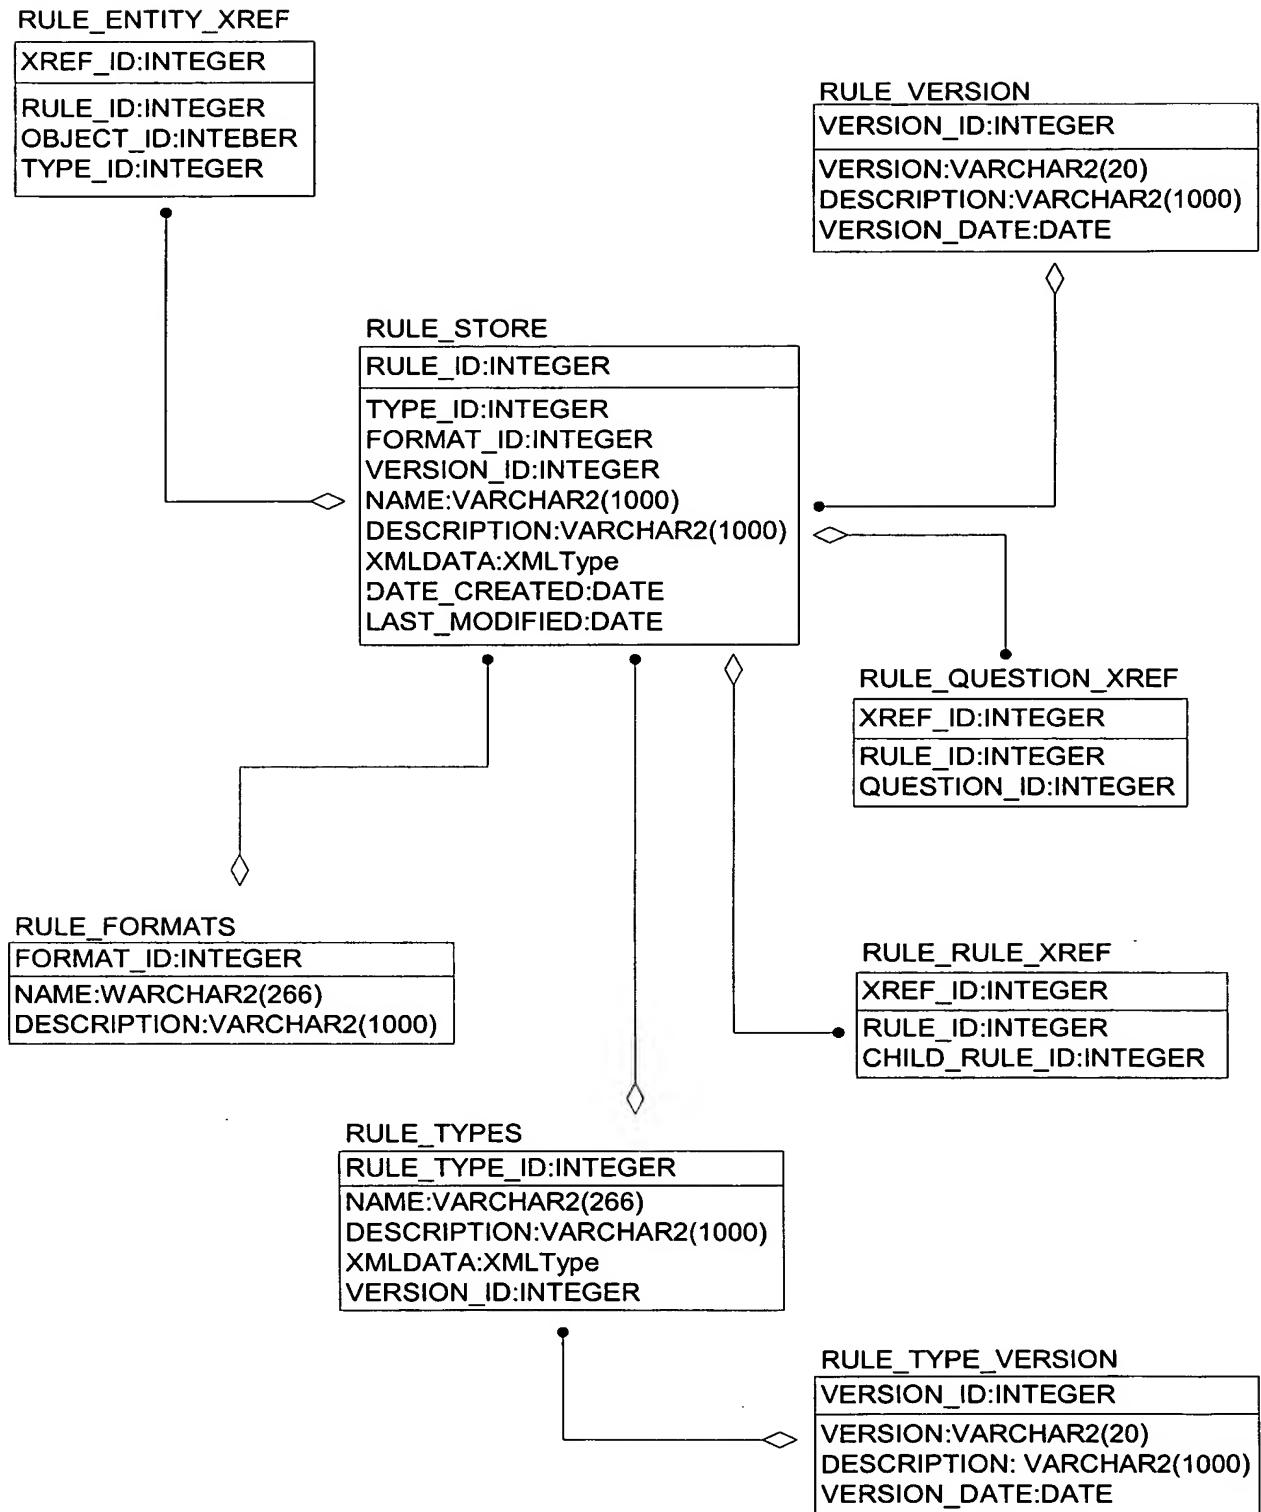 RULE_ENTITY_XREF
XREF_ID:INTEGER
RULE_ID:INTEGER
OBJECT_ID:INTEBER
TYPE_ID:INTEGER
RULE_VERSION
VERSION_ID:INTEGER
VERSION:VARCHAR2(20)
DESCRIPTION:VARCHAR2(1000)
VERSION_DATE:DATE
RULE_STORE
RULE_ID:INTEGER
TYPE_ID:INTEGER
FORMAT_ID:INTEGER
VERSION_ID:INTEGER
NAME:VARCHAR2(1000)
DESCRIPTION:VARCHAR2(1000)
XMLDATA:XMLType
DATE_CREATED:DATE
LAST_MODIFIED:DATE
RULE_QUESTION_XREF
XREF_ID:INTEGER
RULE_ID:INTEGER
QUESTION_ID:INTEGER
RULE_FORMATS
FORMAT_ID:INTEGER
NAME:WARCHAR2(266)
DESCRIPTION:VARCHAR2(1000)
RULE_RULE_XREF
XREF_ID:INTEGER
RULE_ID:INTEGER
CHILD_RULE_ID:INTEGER
RULE_TYPES
RULE_TYPE_ID:INTEGER
NAME:VARCHAR2(266)
DESCRIPTION:VARCHAR2(1000)
XMLDATA:XMLType
VERSION_ID:INTEGER
RULE_TYPE_VERSION
VERSION_ID:INTEGER
VERSION:VARCHAR2(20)
DESCRIPTION: VARCHAR2(1000)
VERSION_DATE:DATE